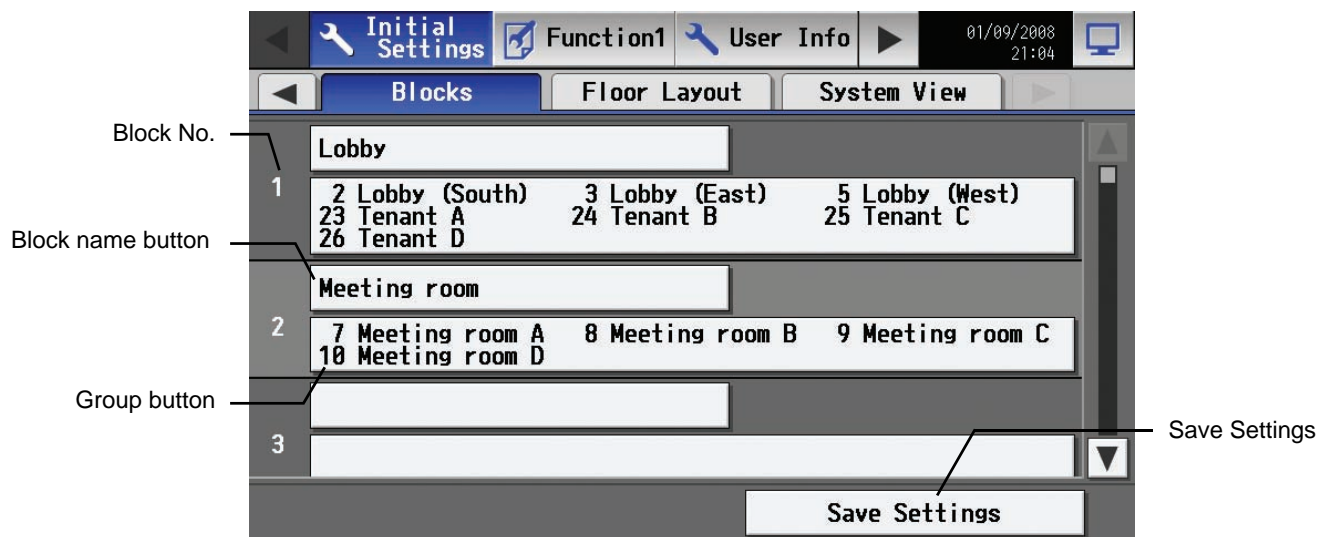 Initial Settings Function1 User Info 01/09/2008 21:04
Blocks Floor Layout System View
Block No.
Lobby
1
2 Lobby (South) 3 Lobby (East) 5 Lobby (West)
23 Tenant A 24 Tenant B 25 Tenant C
26 Tenant D
Block name button
Meeting room
2
7 Meeting room A 8 Meeting room B 9 Meeting room C
10 Meeting room D
Group button
3
Save Settings
Save Settings